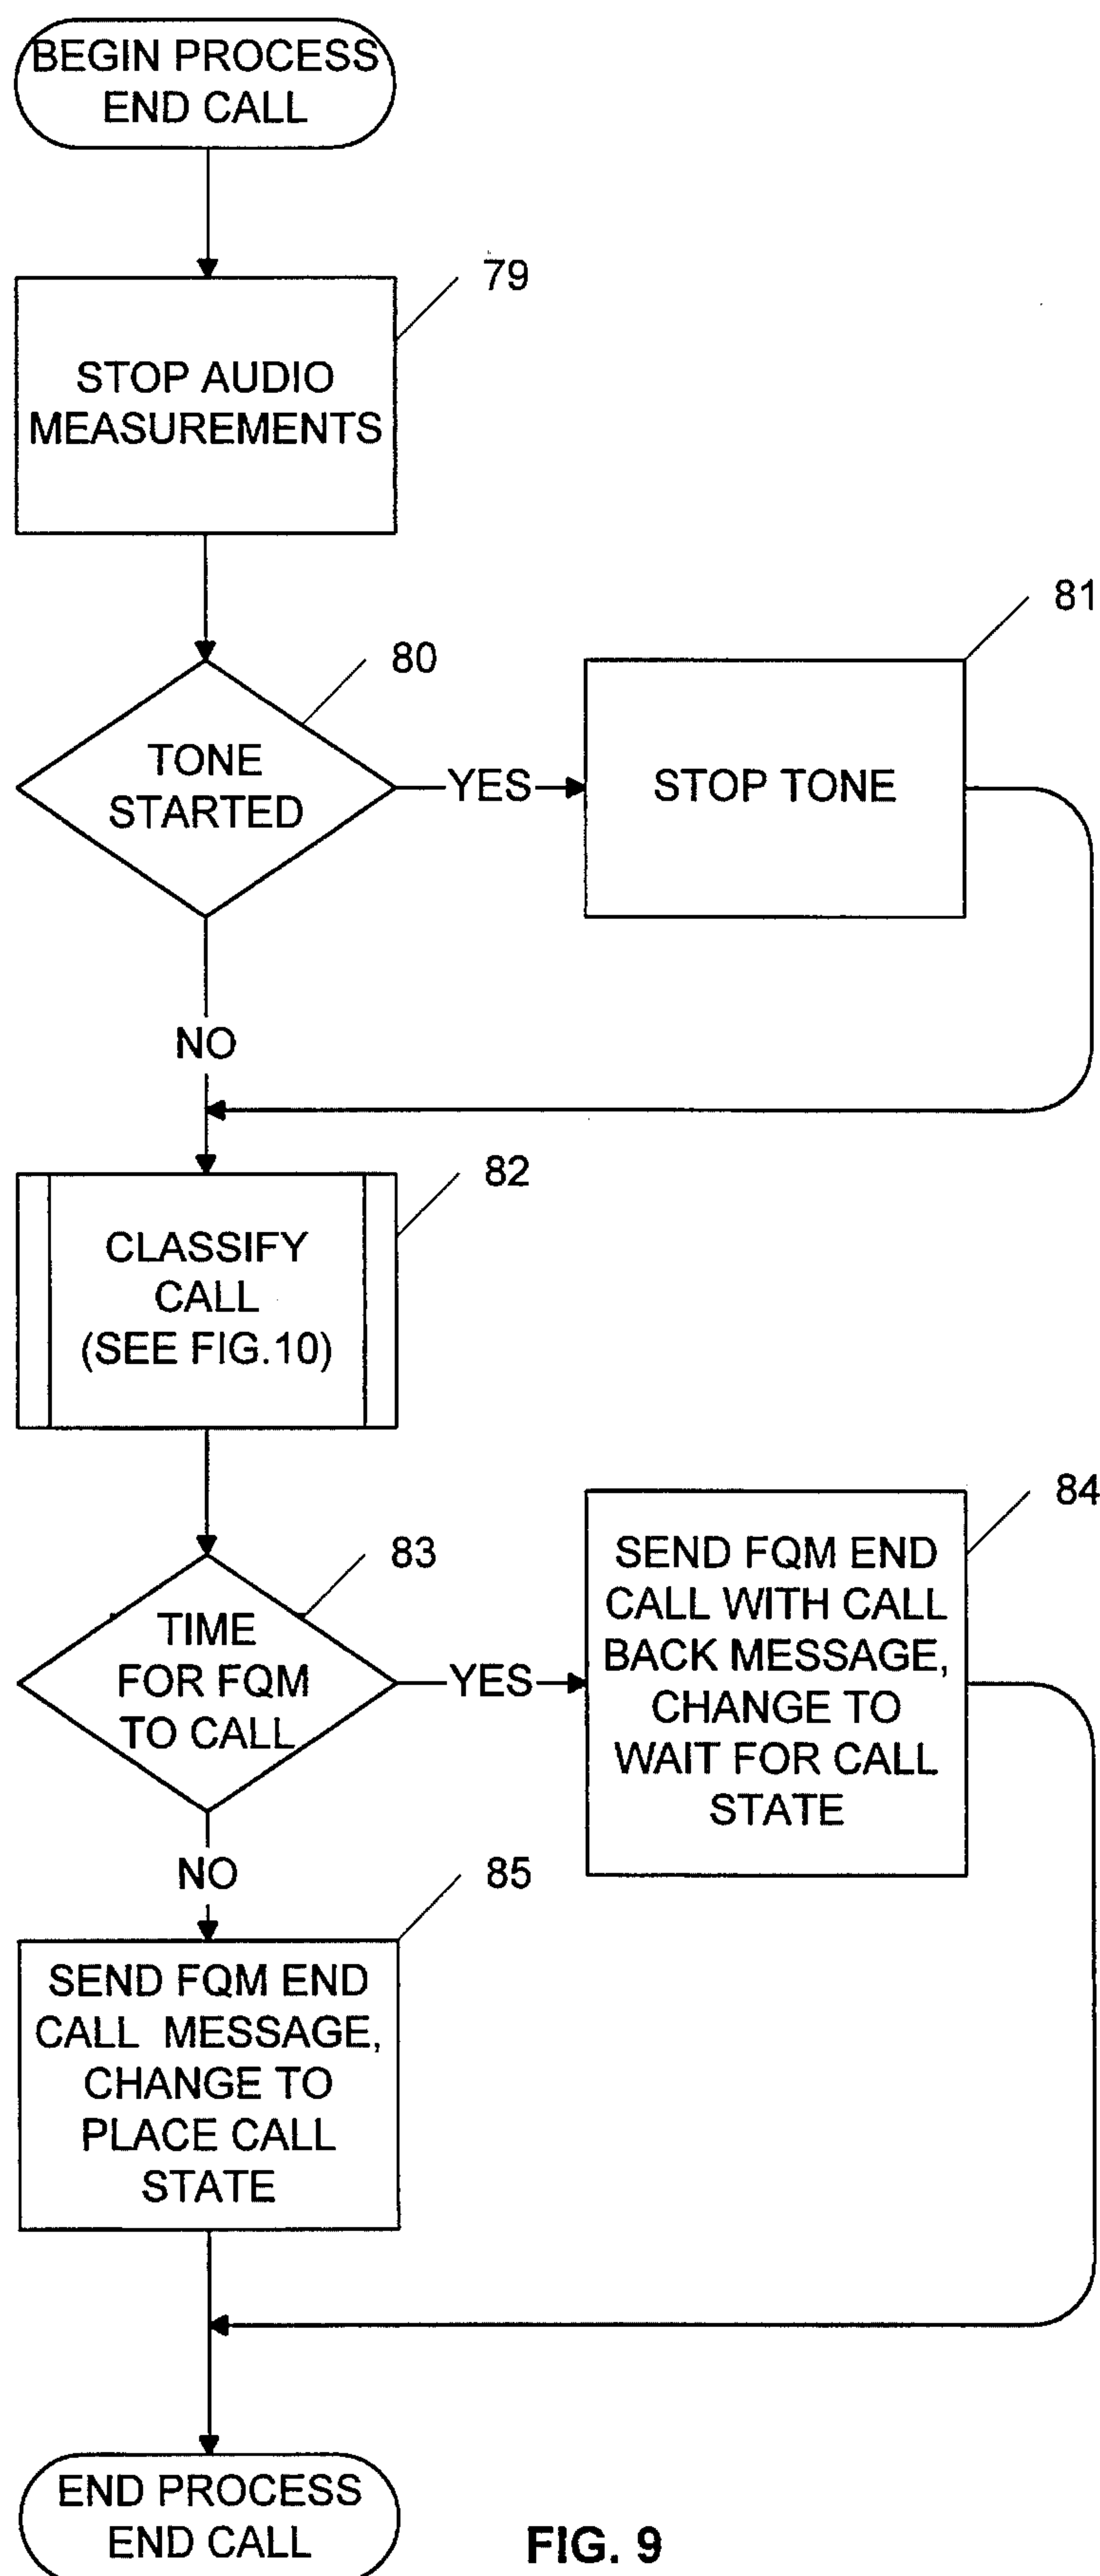 BEGIN PROCESS
END CALL
79
STOP AUDIO
MEASUREMENTS
80
TONE
STARTED
YES
81
STOP TONE
NO
82
CLASSIFY
CALL
(SEE FIG.10)
83
TIME
FOR FQM
TO CALL
YES
84
SEND FQM END
CALL WITH CALL
BACK MESSAGE,
CHANGE TO
WAIT FOR CALL
STATE
NO
85
SEND FQM END
CALL MESSAGE,
CHANGE TO
PLACE CALL
STATE
END PROCESS
END CALL
FIG. 9